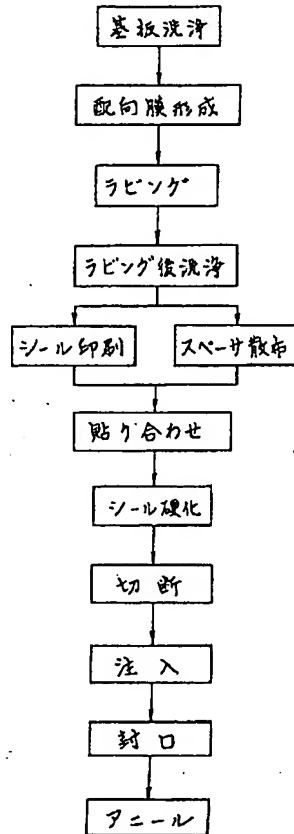 基板洗浄
配向膜形成
ラビング
ラビング後洗浄
シール印刷
スペーサ散布
貼り合わせ
シール硬化
切断
注入
封口
アニール